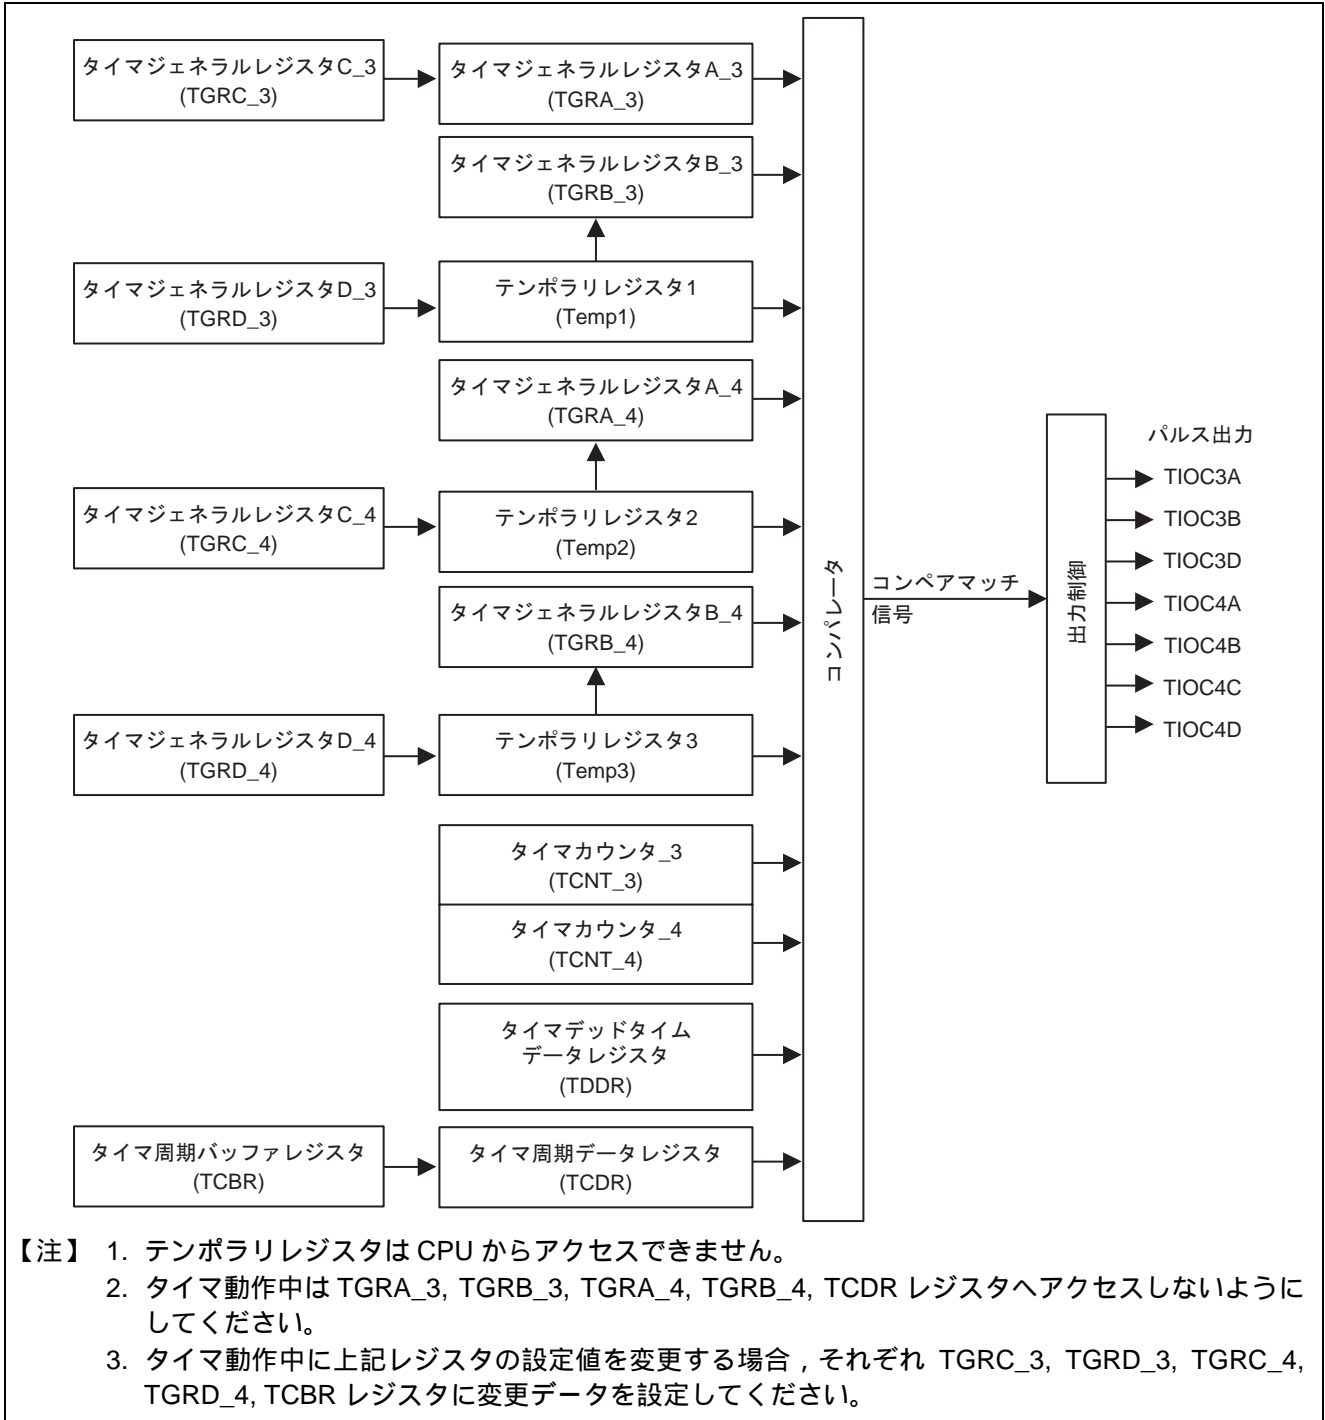 タイマジェネラルレジスタC_3
(TGRC_3)
タイマジェネラルレジスタA_3
(TGRA_3)
タイマジェネラルレジスタB_3
(TGRB_3)
タイマジェネラルレジスタD_3
(TGRD_3)
テンポラリレジスタ1
(Temp1)
タイマジェネラルレジスタA_4
(TGRA_4)
タイマジェネラルレジスタC_4
(TGRC_4)
テンポラリレジスタ2
(Temp2)
タイマジェネラルレジスタB_4
(TGRB_4)
タイマジェネラルレジスタD_4
(TGRD_4)
テンポラリレジスタ3
(Temp3)
タイマカウンタ_3
(TCNT_3)
タイマカウンタ_4
(TCNT_4)
タイマデッドタイム
データレジスタ
(TDDR)
タイマ周期バッファレジスタ
(TCBR)
タイマ周期データレジスタ
(TCDR)
コンパレータ
コンペアマッチ
信号
出力制御
パルス出力
TIOC3A
TIOC3B
TIOC3D
TIOC4A
TIOC4B
TIOC4C
TIOC4D
【注】 1. テンポラリレジスタは CPU からアクセスできません。
2. タイマ動作中は TGRA_3, TGRB_3, TGRA_4, TGRB_4, TCDR レジスタへアクセスしないように
してください。
3. タイマ動作中に上記レジスタの設定値を変更する場合，それぞれ TGRC_3, TGRD_3, TGRC_4,
TGRD_4, TCBR レジスタに変更データを設定してください。